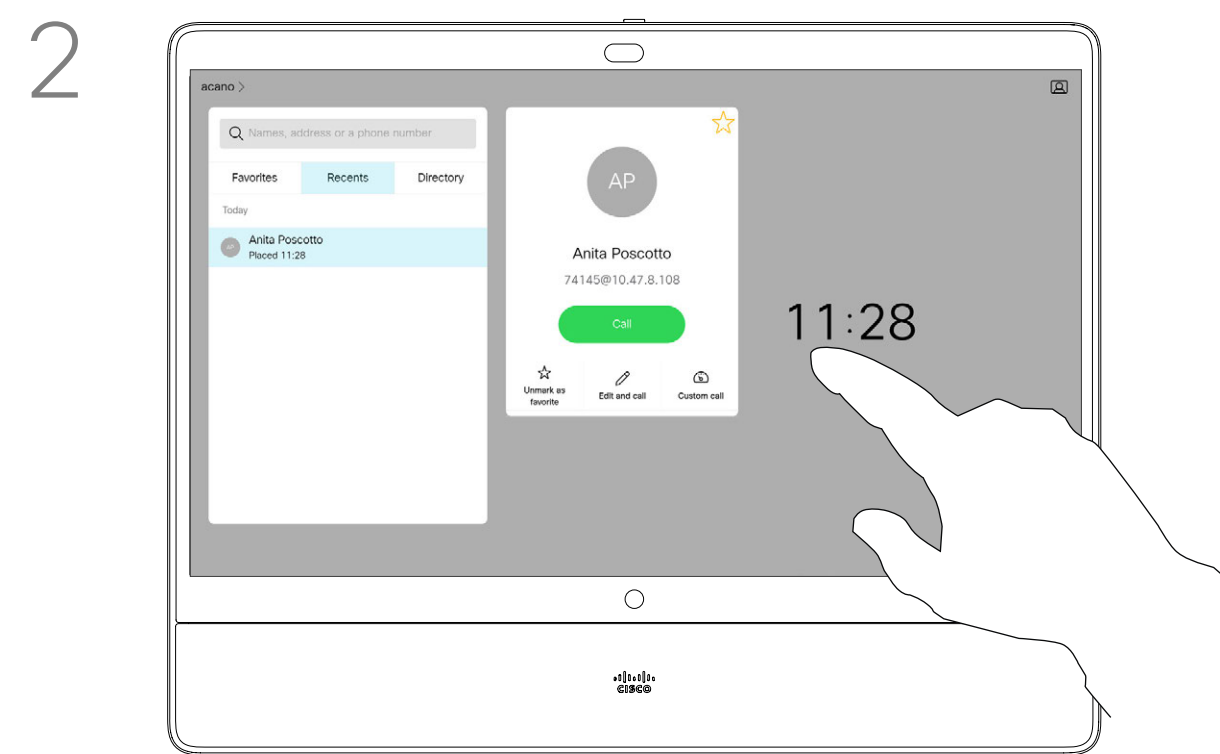 2
acano >
Names, address or a phone number
Favorites Recents Directory
Today
AP
Anita Poscotto
Placed 11:28
AP
Anita Poscotto
74145@10.47.8.108
Call
Unmark as
favorite
Edit and call
Custom call
11:28
CISCO